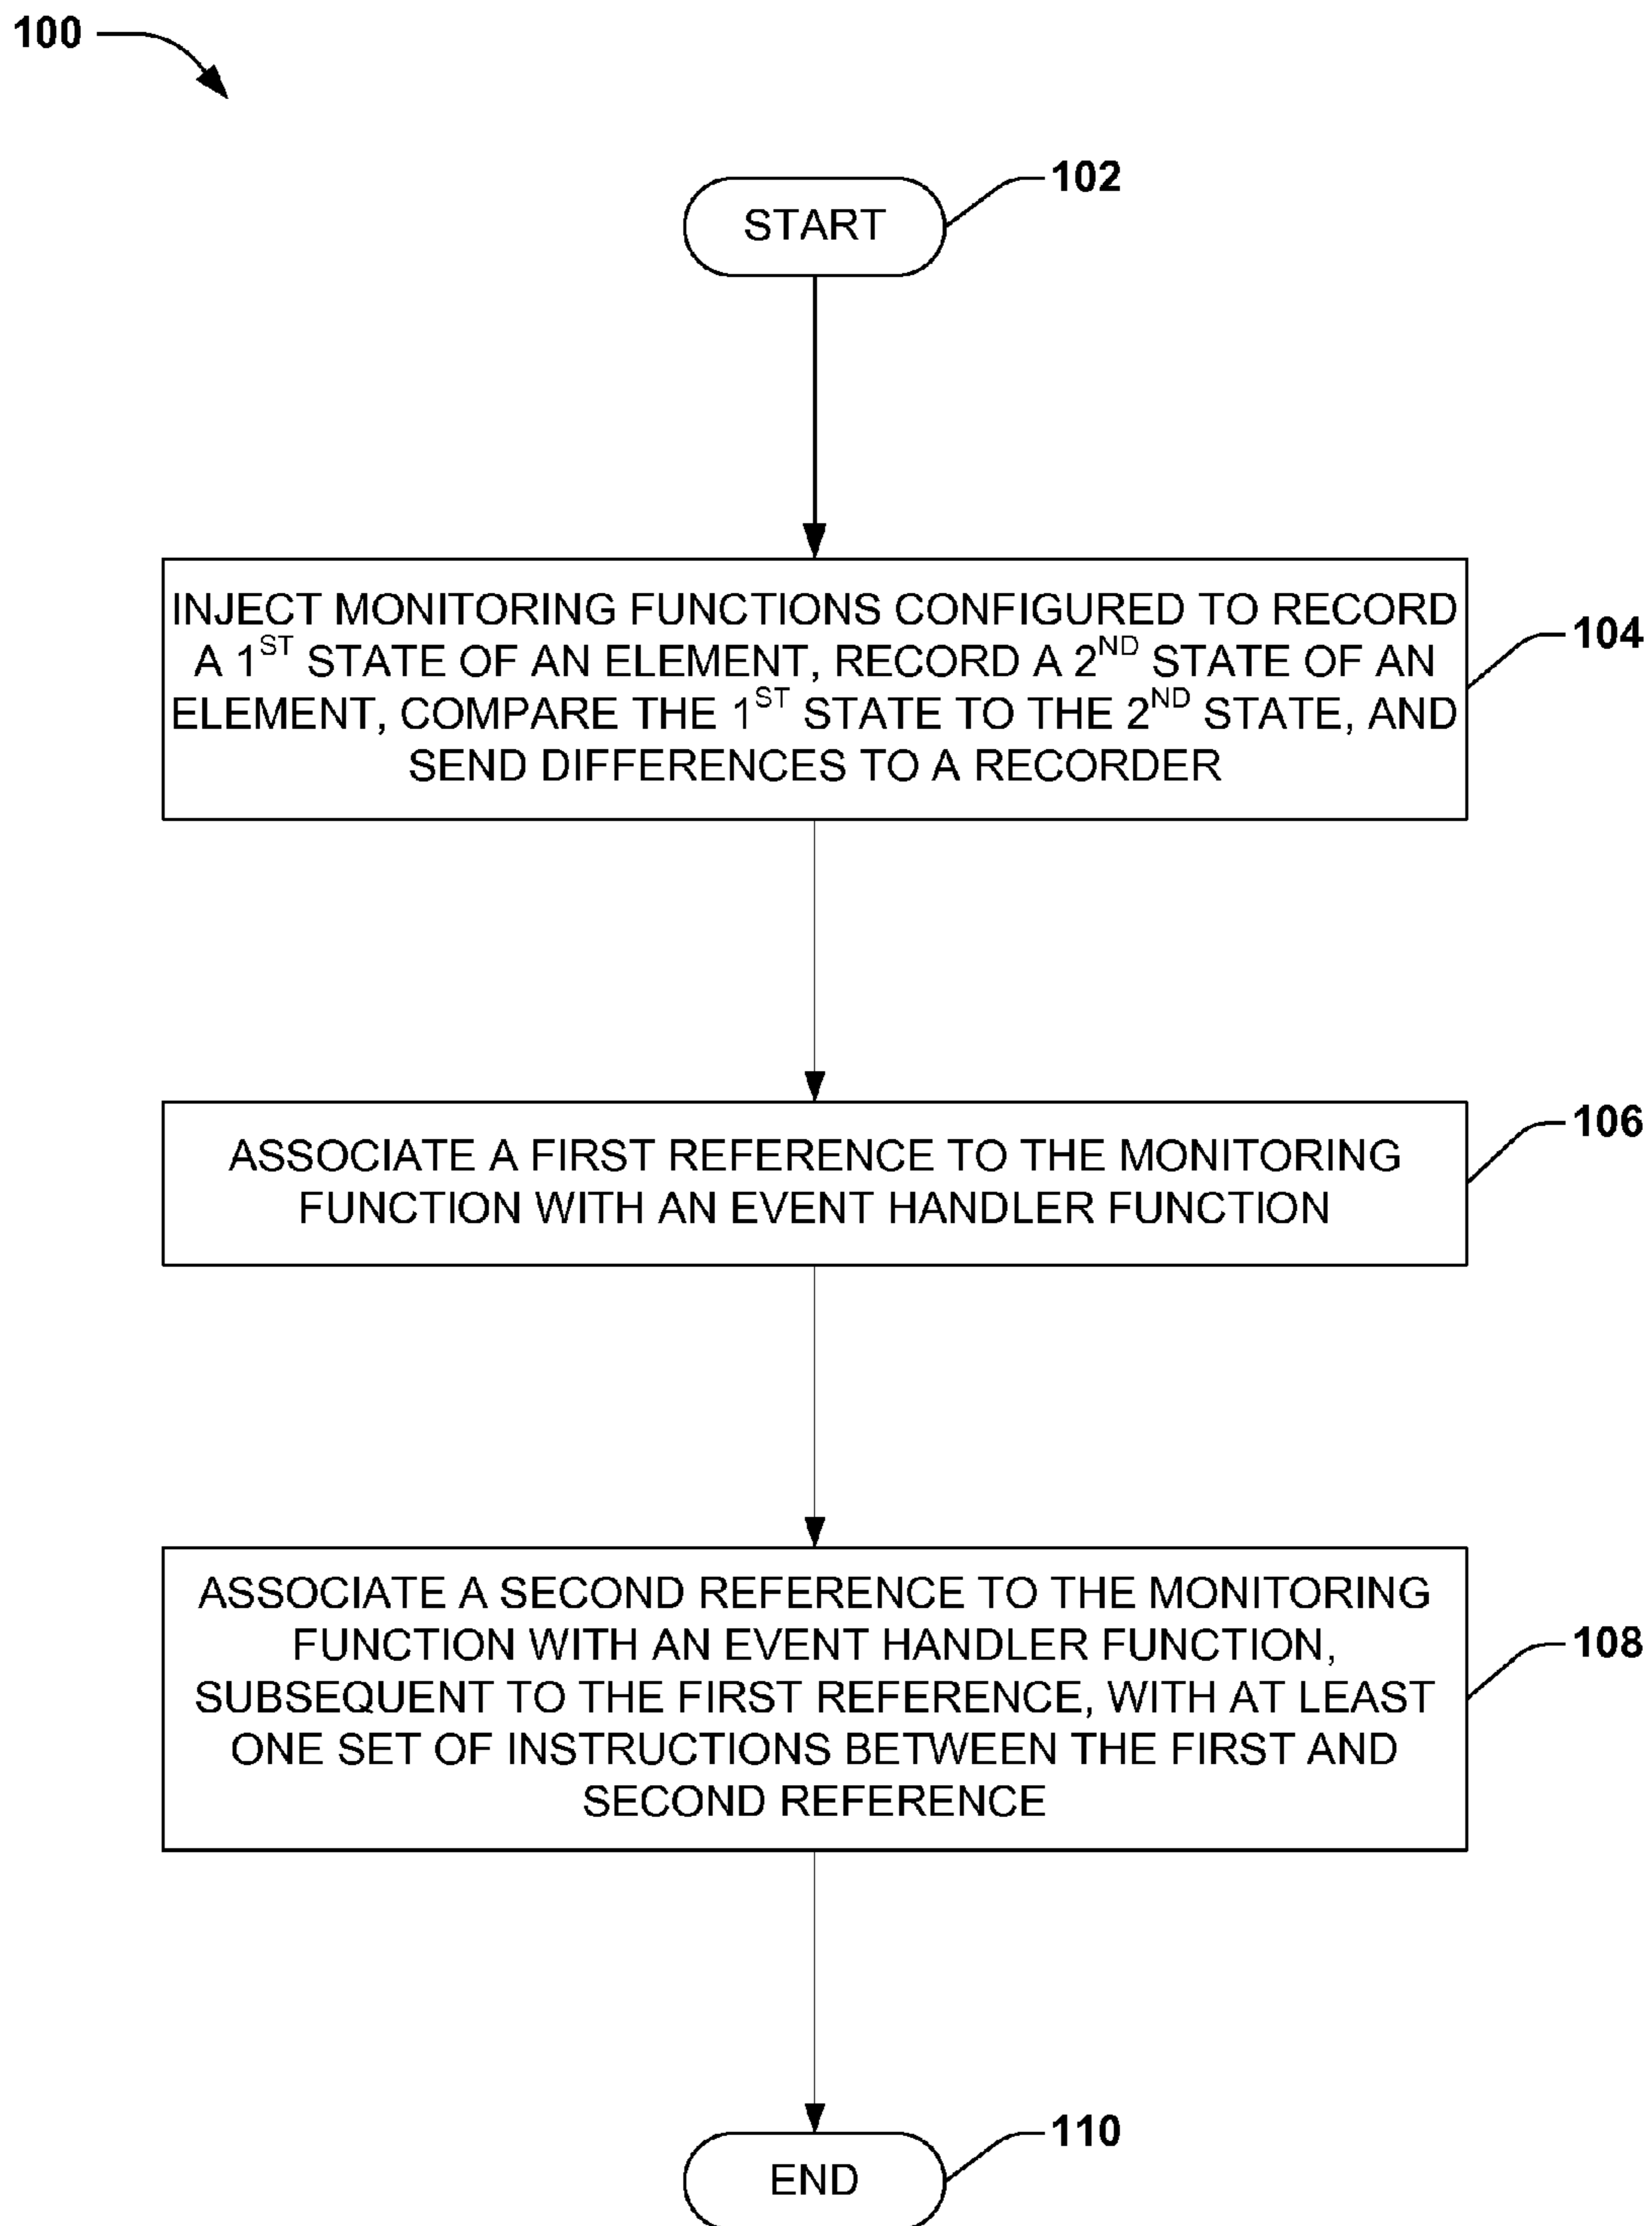 100
102
START
INJECT MONITORING FUNCTIONS CONFIGURED TO RECORD
A 1ST STATE OF AN ELEMENT, RECORD A 2ND STATE OF AN
ELEMENT, COMPARE THE 1ST STATE TO THE 2ND STATE, AND
SEND DIFFERENCES TO A RECORDER
104
ASSOCIATE A FIRST REFERENCE TO THE MONITORING
FUNCTION WITH AN EVENT HANDLER FUNCTION
106
ASSOCIATE A SECOND REFERENCE TO THE MONITORING
FUNCTION WITH AN EVENT HANDLER FUNCTION,
SUBSEQUENT TO THE FIRST REFERENCE, WITH AT LEAST
ONE SET OF INSTRUCTIONS BETWEEN THE FIRST AND
SECOND REFERENCE
108
110
END